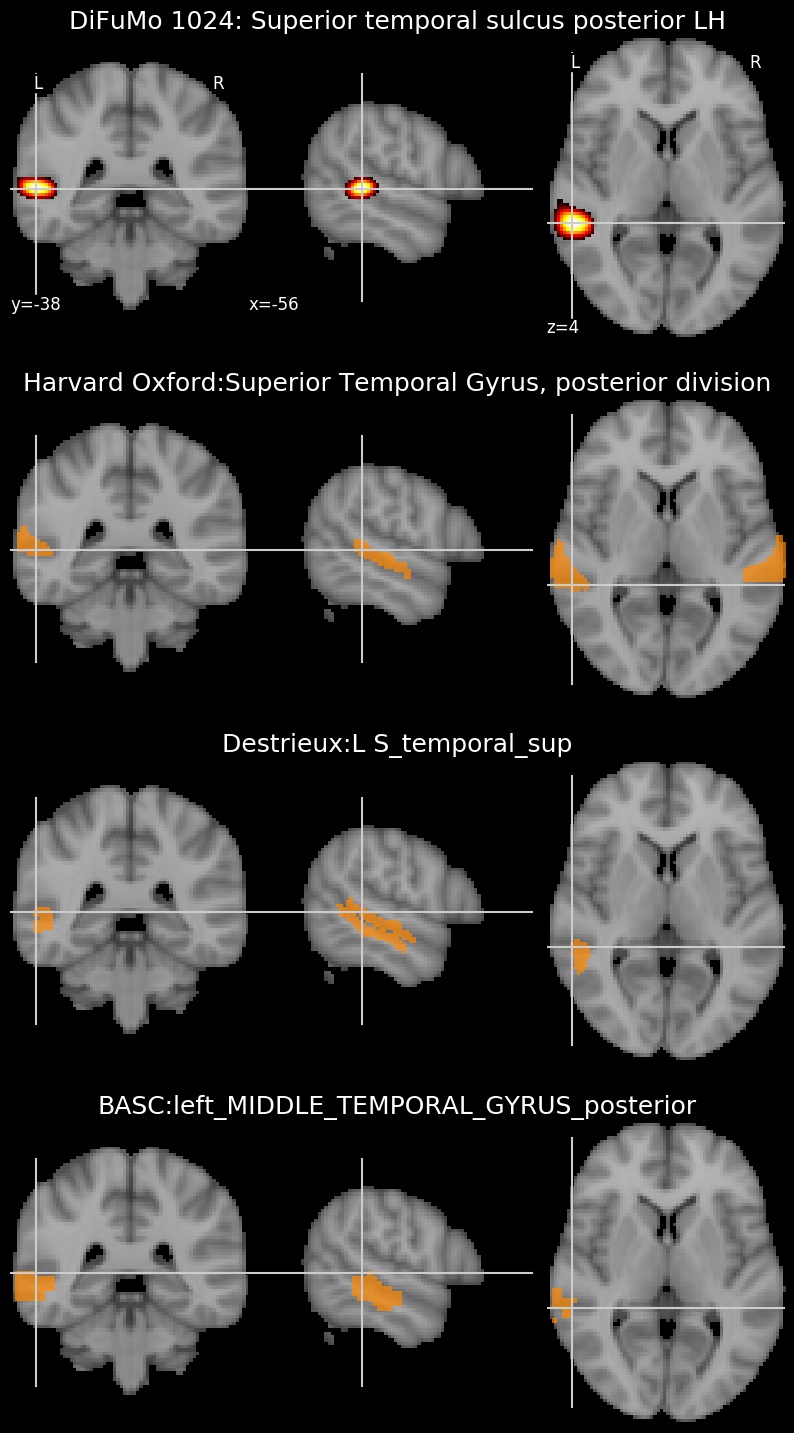 DiFuMo 1024: Superior temporal sulcus posterior LH
L R L R
y=-38 x=-56 z=4
Harvard Oxford:Superior Temporal Gyrus, posterior division
Destrieux:L S_temporal_sup
BASC:left_MIDDLE_TEMPORAL_GYRUS_posterior